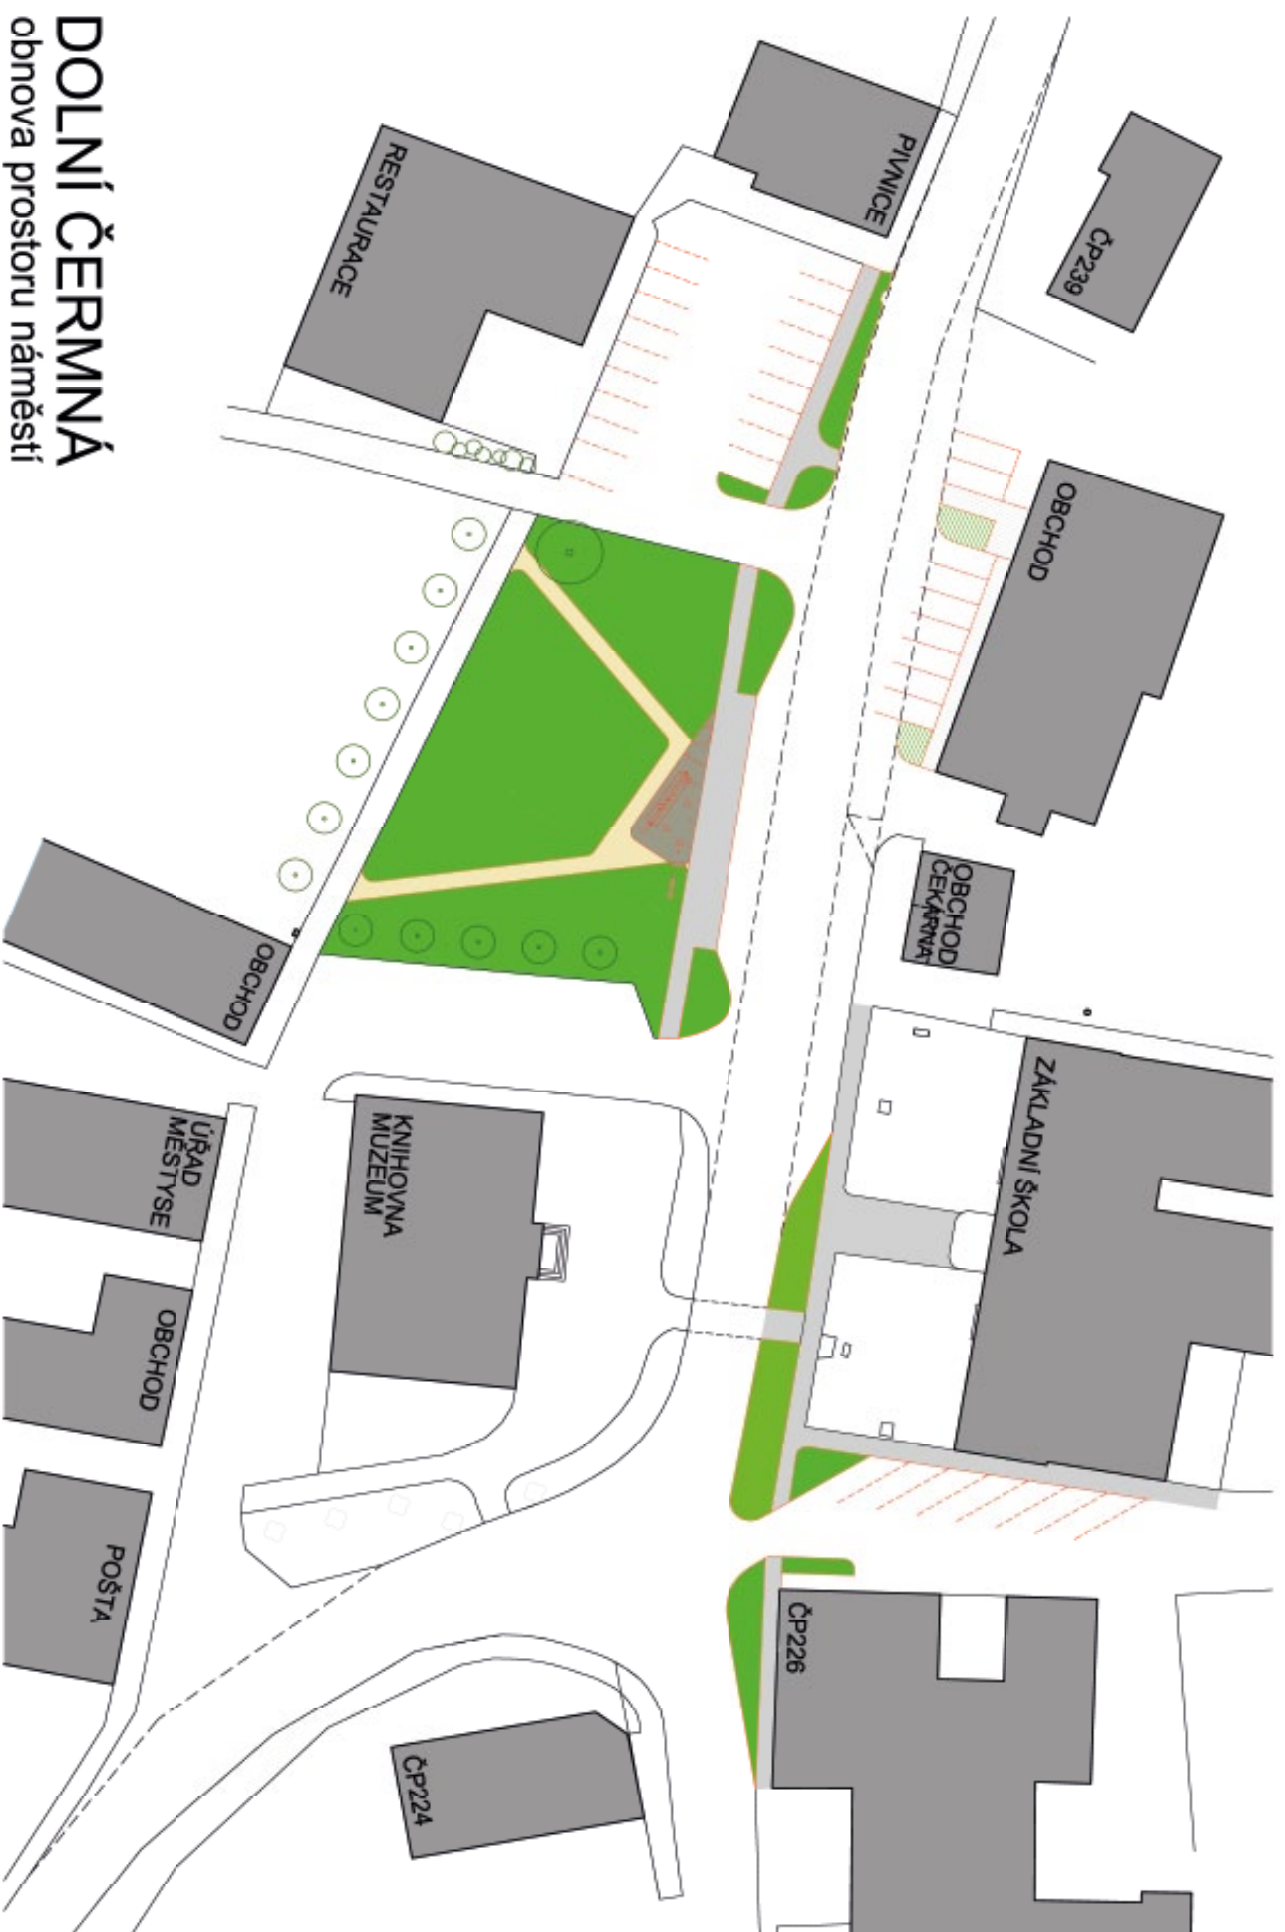 DOLNÍ ČERMNÁ
obnova prostoru náměstí
RESTAURACE
PIVNICE
ČP239
OBCHOD
OBCHOD
ČEKÁRNA
ZÁKLADNÍ ŠKOLA
OBCHOD
ÚŘAD
MĚSTYSE
KNIHOVNA
MUZEUM
OBCHOD
POŠTA
ČP226
ČP224